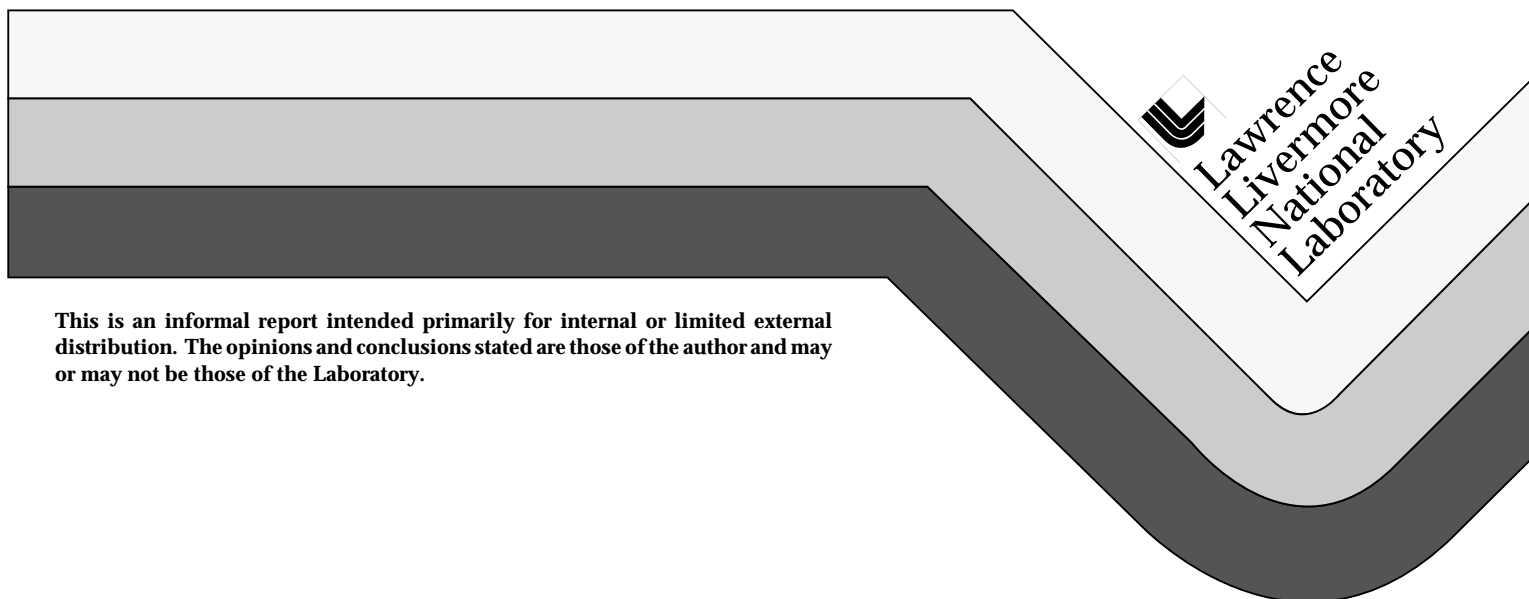 Lawrence
Livermore
National
Laboratory
This is an informal report intended primarily for internal or limited external
distribution. The opinions and conclusions stated are those of the author and may
or may not be those of the Laboratory.